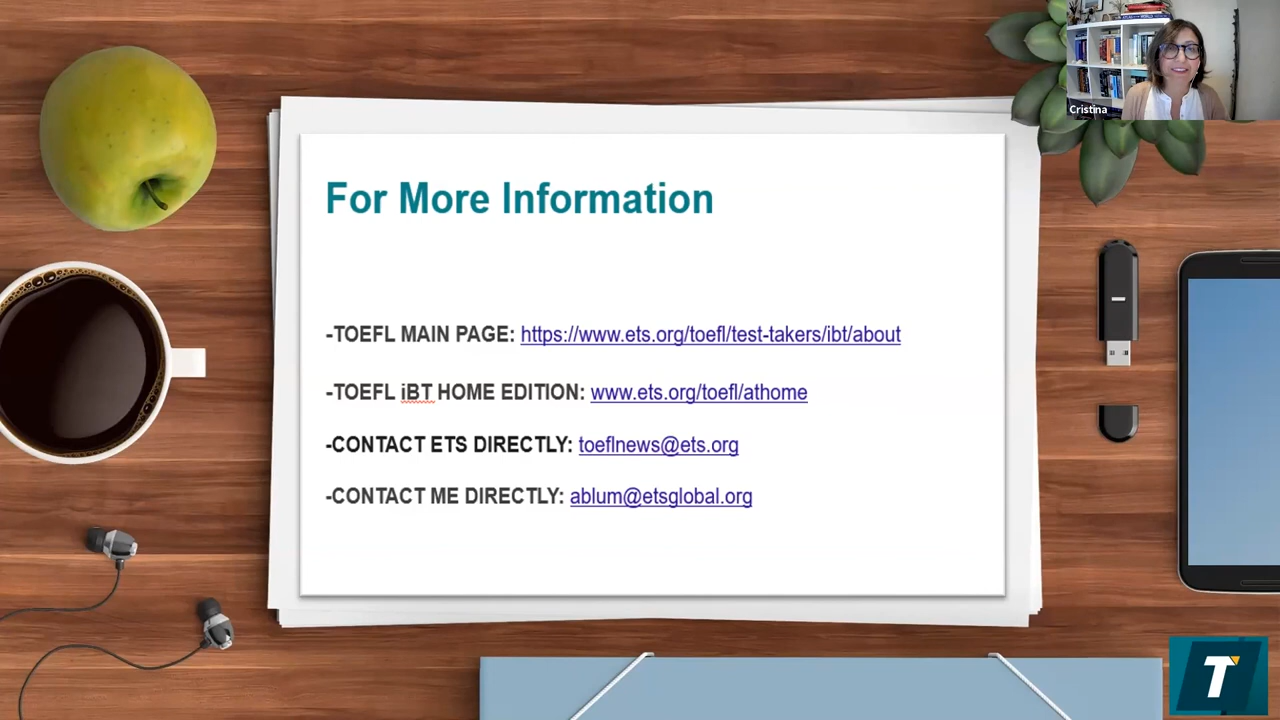 Cristina
For More Information
-TOEFL MAIN PAGE: https://www.ets.org/toefl/test-takers/ibt/about
-TOEFL iBT HOME EDITION: www.ets.org/toefl/athome
-CONTACT ETS DIRECTLY: toeflnews@ets.org
-CONTACT ME DIRECTLY: ablum@etsglobal.org
T